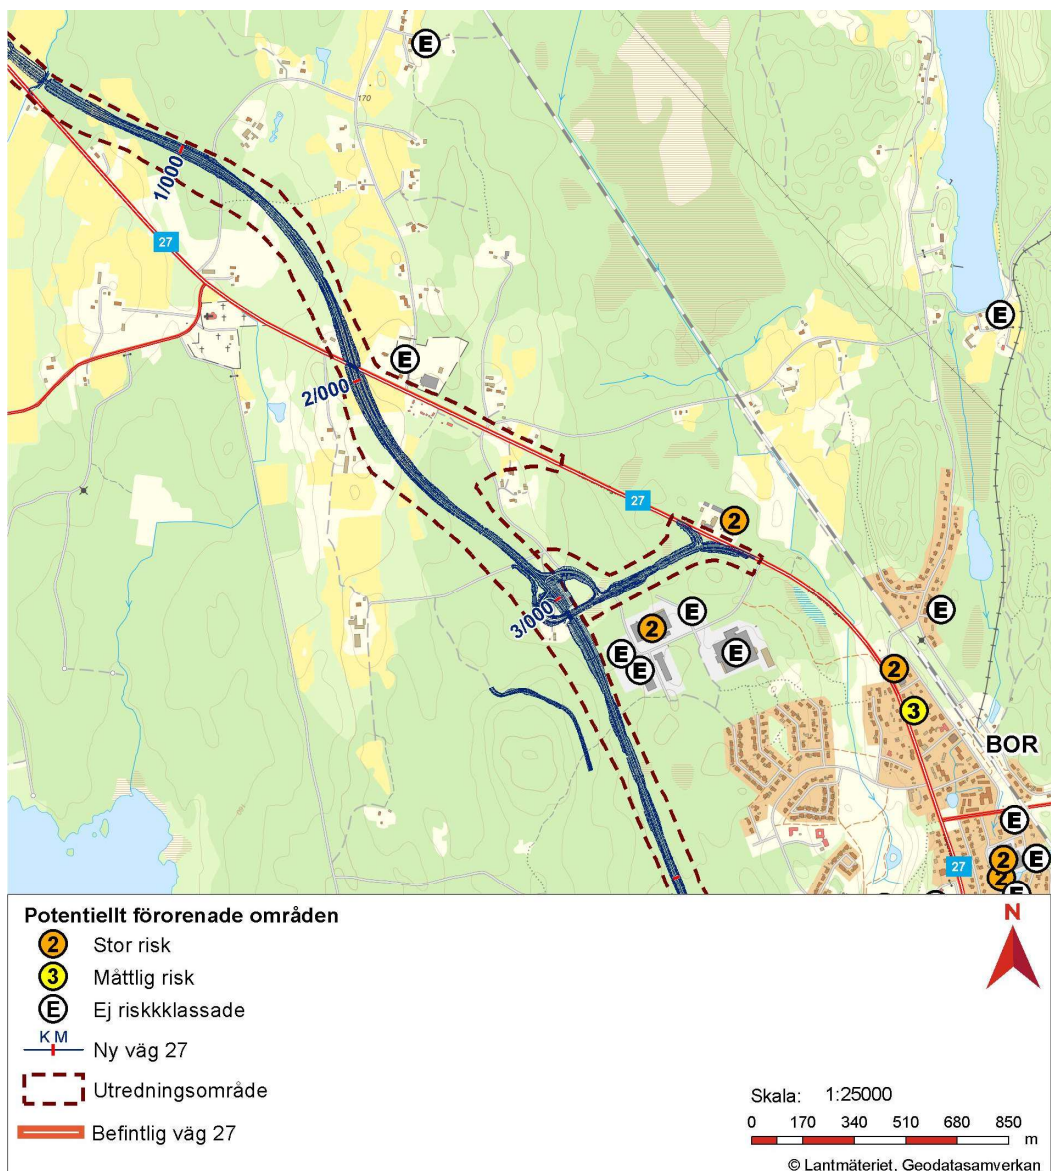 E
170
1/000
27
E
E
2/000
27
2
3/000
E
2
E
E
E
E
2
3
BOR
E
27
2
E
2
E
Potentiellt förorenade områden
2 Stor risk
3 Måttlig risk
E Ej riskkklassade
K M Ny väg 27
Utredningsområde
Befintlig väg 27
N
Skala: 1:25000
0 170 340 510 680 850 m
© Lantmäteriet, Geodatasamverkan